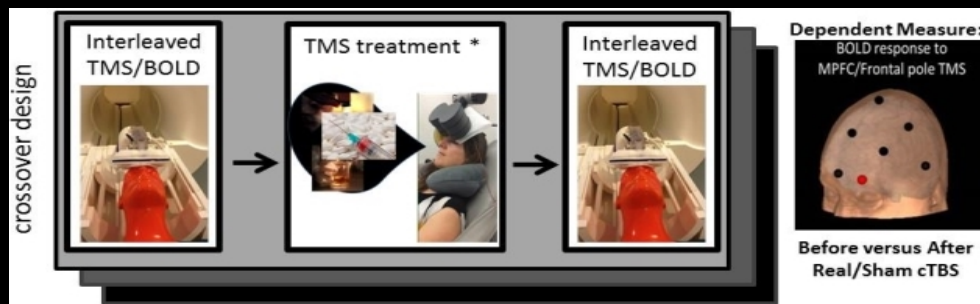 crossover design
Interleaved
TMS/BOLD
TMS treatment *
Interleaved
TMS/BOLD
Dependent Measure:
BOLD response to
MPFC/Frontal pole TMS
Before versus After
Real/Sham cTBS